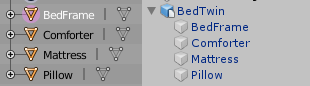 BedFrame
Comforter
Mattress
Pillow
BedTwin
BedFrame
Comforter
Mattress
Pillow